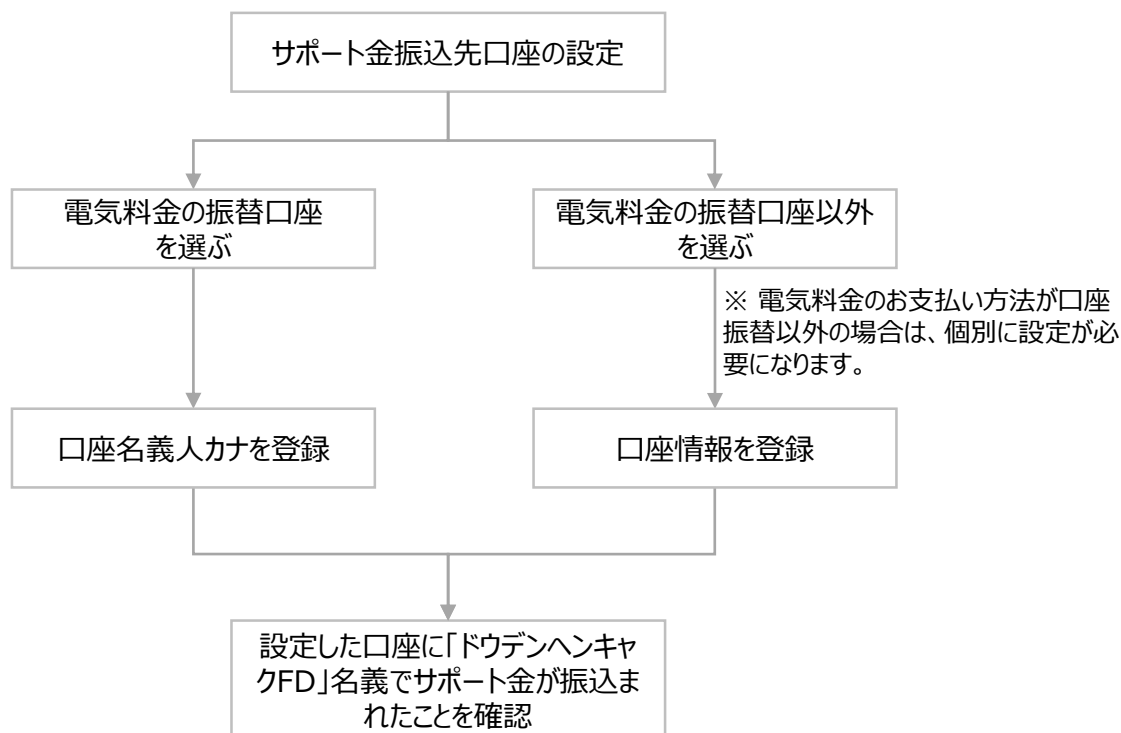 サポート金振込先口座の設定
電気料金の振替口座
を選ぶ
電気料金の振替口座以外
を選ぶ
※ 電気料金のお支払い方法が口座
振替以外の場合は、個別に設定が必
要になります。
口座名義人カナを登録
口座情報を登録
設定した口座に「ドウデンヘンキャ
クFD」名義でサポート金が振込ま
れたことを確認